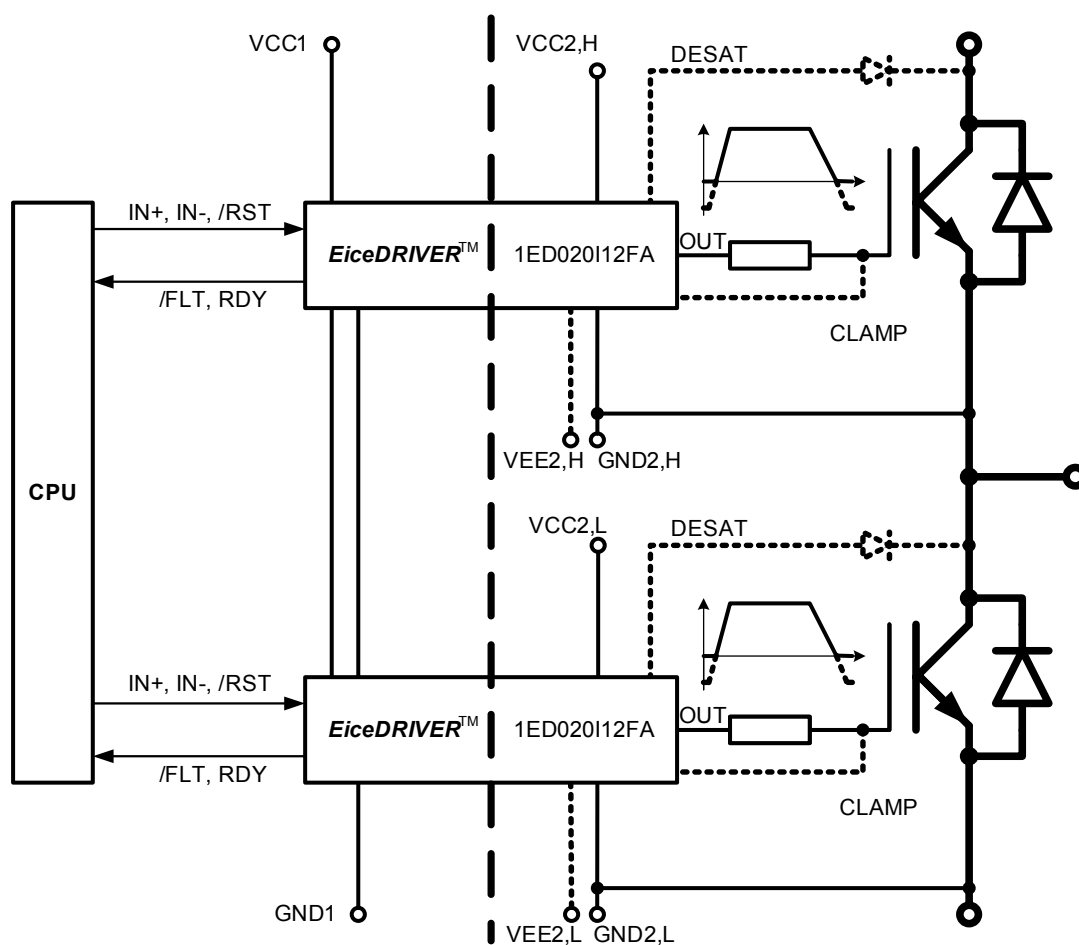 VCC1
VCC2,H
DESAT
IN+, IN-, /RST
EiceDRIVER™ 1ED020I12FA
OUT
/FLT, RDY
CLAMP
VEE2,H GND2,H
CPU
VCC2,L
DESAT
IN+, IN-, /RST
EiceDRIVER™ 1ED020I12FA
OUT
/FLT, RDY
CLAMP
GND1
VEE2,L GND2,L